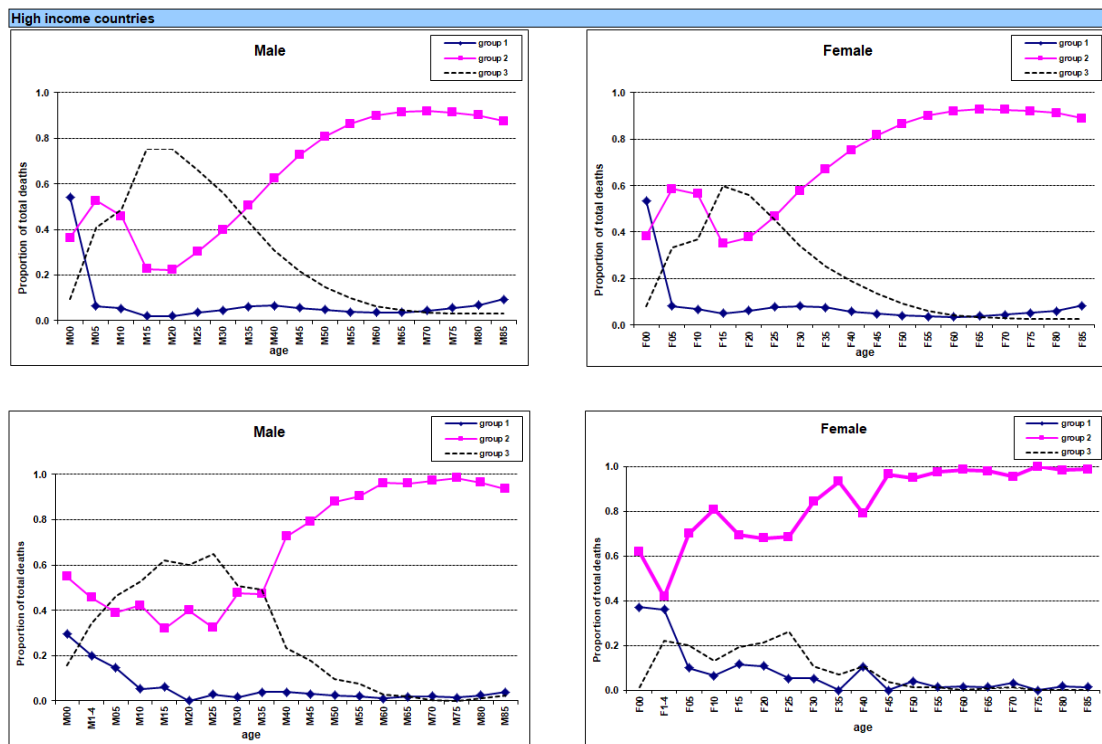 High income countries
Male
group 1
group 2
group 3
Proportion of total deaths
1.0
0.8
0.6
0.4
0.2
0.0
M00 M05 M10 M15 M20 M25 M30 M35 M40 M45 M50 M55 M60 M65 M70 M75 M80 M85
age
Female
group 1
group 2
group 3
Proportion of total deaths
1.0
0.8
0.6
0.4
0.2
0.0
F00 F05 F10 F15 F20 F25 F30 F35 F40 F45 F50 F55 F60 F65 F70 F75 F80 F85
age
Male
group 1
group 2
group 3
Proportion of total deaths
1.0
0.8
0.6
0.4
0.2
0.0
M00 M1-4 M05 M10 M15 M20 M25 M30 M35 M40 M45 M50 M55 M60 M65 M70 M75 M80 M85
age
Female
group 1
group 2
group 3
Proportion of total deaths
1.0
0.8
0.6
0.4
0.2
0.0
F00 F1-4 F05 F10 F15 F20 F25 F30 F35 F40 F45 F50 F55 F60 F65 F70 F75 F80 F85
age